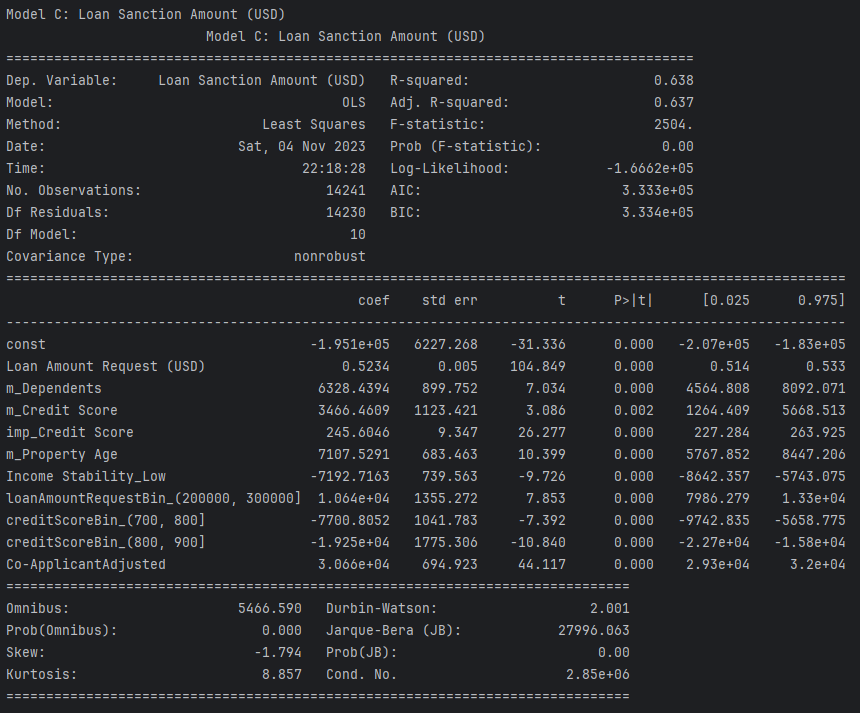 Model C: Loan Sanction Amount (USD)
                         Model C: Loan Sanction Amount (USD)
======================================================================================
Dep. Variable:     Loan Sanction Amount (USD)   R-squared:                       0.638
Model:                                    OLS   Adj. R-squared:                  0.637
Method:                         Least Squares   F-statistic:                     2504.
Date:                        Sat, 04 Nov 2023   Prob (F-statistic):               0.00
Time:                                22:18:28   Log-Likelihood:            -1.6662e+05
No. Observations:                       14241   AIC:                         3.333e+05
Df Residuals:                           14230   BIC:                         3.334e+05
Df Model:                                  10
Covariance Type:                    nonrobust
=========================================================================================================
                                            coef    std err          t      P>|t|      [0.025      0.975]
---------------------------------------------------------------------------------------------------------
const                                 -1.951e+05   6227.268    -31.336      0.000   -2.07e+05   -1.83e+05
Loan Amount Request (USD)                 0.5234      0.005    104.849      0.000       0.514       0.533
m_Dependents                           6328.4394    899.752      7.034      0.000    4564.808    8092.071
m_Credit Score                         3466.4609   1123.421      3.086      0.002    1264.409    5668.513
imp_Credit Score                        245.6046      9.347     26.277      0.000     227.284     263.925
m_Property Age                         7107.5291    683.463     10.399      0.000    5767.852    8447.206
Income Stability_Low                  -7192.7163    739.563     -9.726      0.000   -8642.357   -5743.075
loanAmountRequestBin_(200000, 300000]  1.064e+04   1355.272      7.853      0.000    7986.279    1.33e+04
creditScoreBin_(700, 800]             -7700.8052   1041.783     -7.392      0.000   -9742.835   -5658.775
creditScoreBin_(800, 900]             -1.925e+04   1775.306    -10.840      0.000   -2.27e+04   -1.58e+04
Co-ApplicantAdjusted                   3.066e+04    694.923     44.117      0.000    2.93e+04     3.2e+04
==============================================================================
Omnibus:                     5466.590   Durbin-Watson:                   2.001
Prob(Omnibus):                  0.000   Jarque-Bera (JB):            27996.063
Skew:                          -1.794   Prob(JB):                         0.00
Kurtosis:                       8.857   Cond. No.                     2.85e+06
==============================================================================